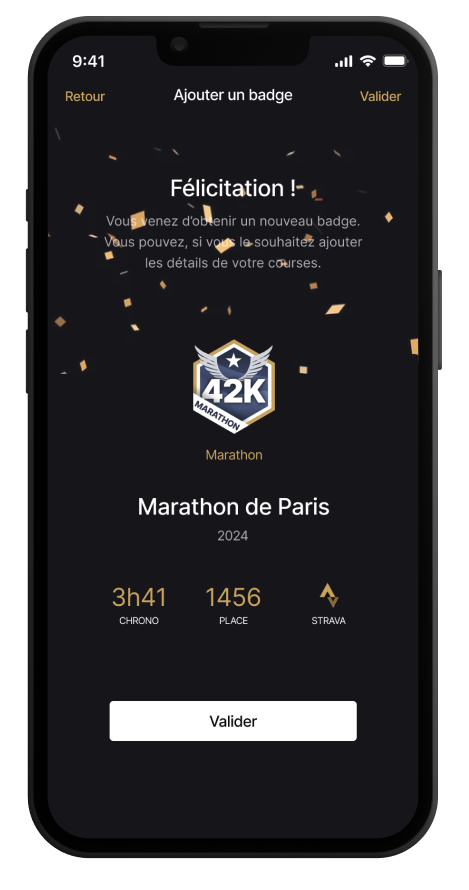 9:41
Retour
Ajouter un badge
Valider
Félicitation !
Vous venez d'obtenir un nouveau badge.
Vous pouvez, si vous le souhaitez ajouter
les détails de votre courses.
42K
MARATHON
Marathon
Marathon de Paris
2024
3h41
1456
CHRONO
PLACE
STRAVA
Valider